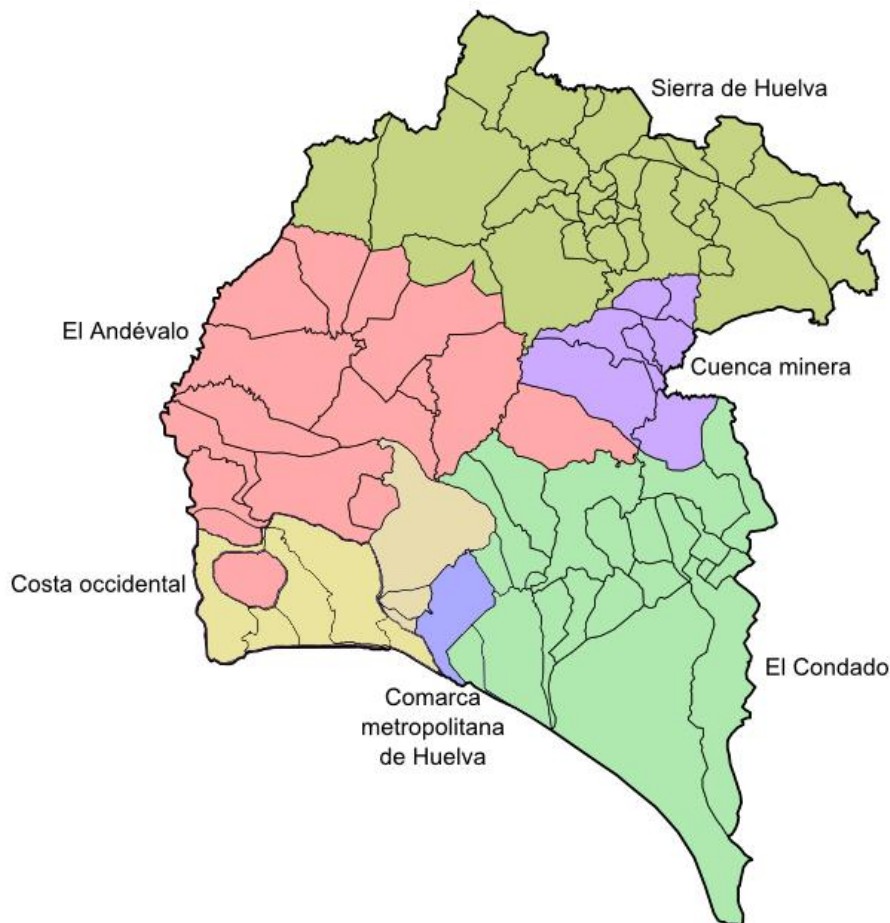 Sierra de Huelva
El Andévalo
Cuenca minera
Costa occidental
El Condado
Comarca
metropolitana
de Huelva